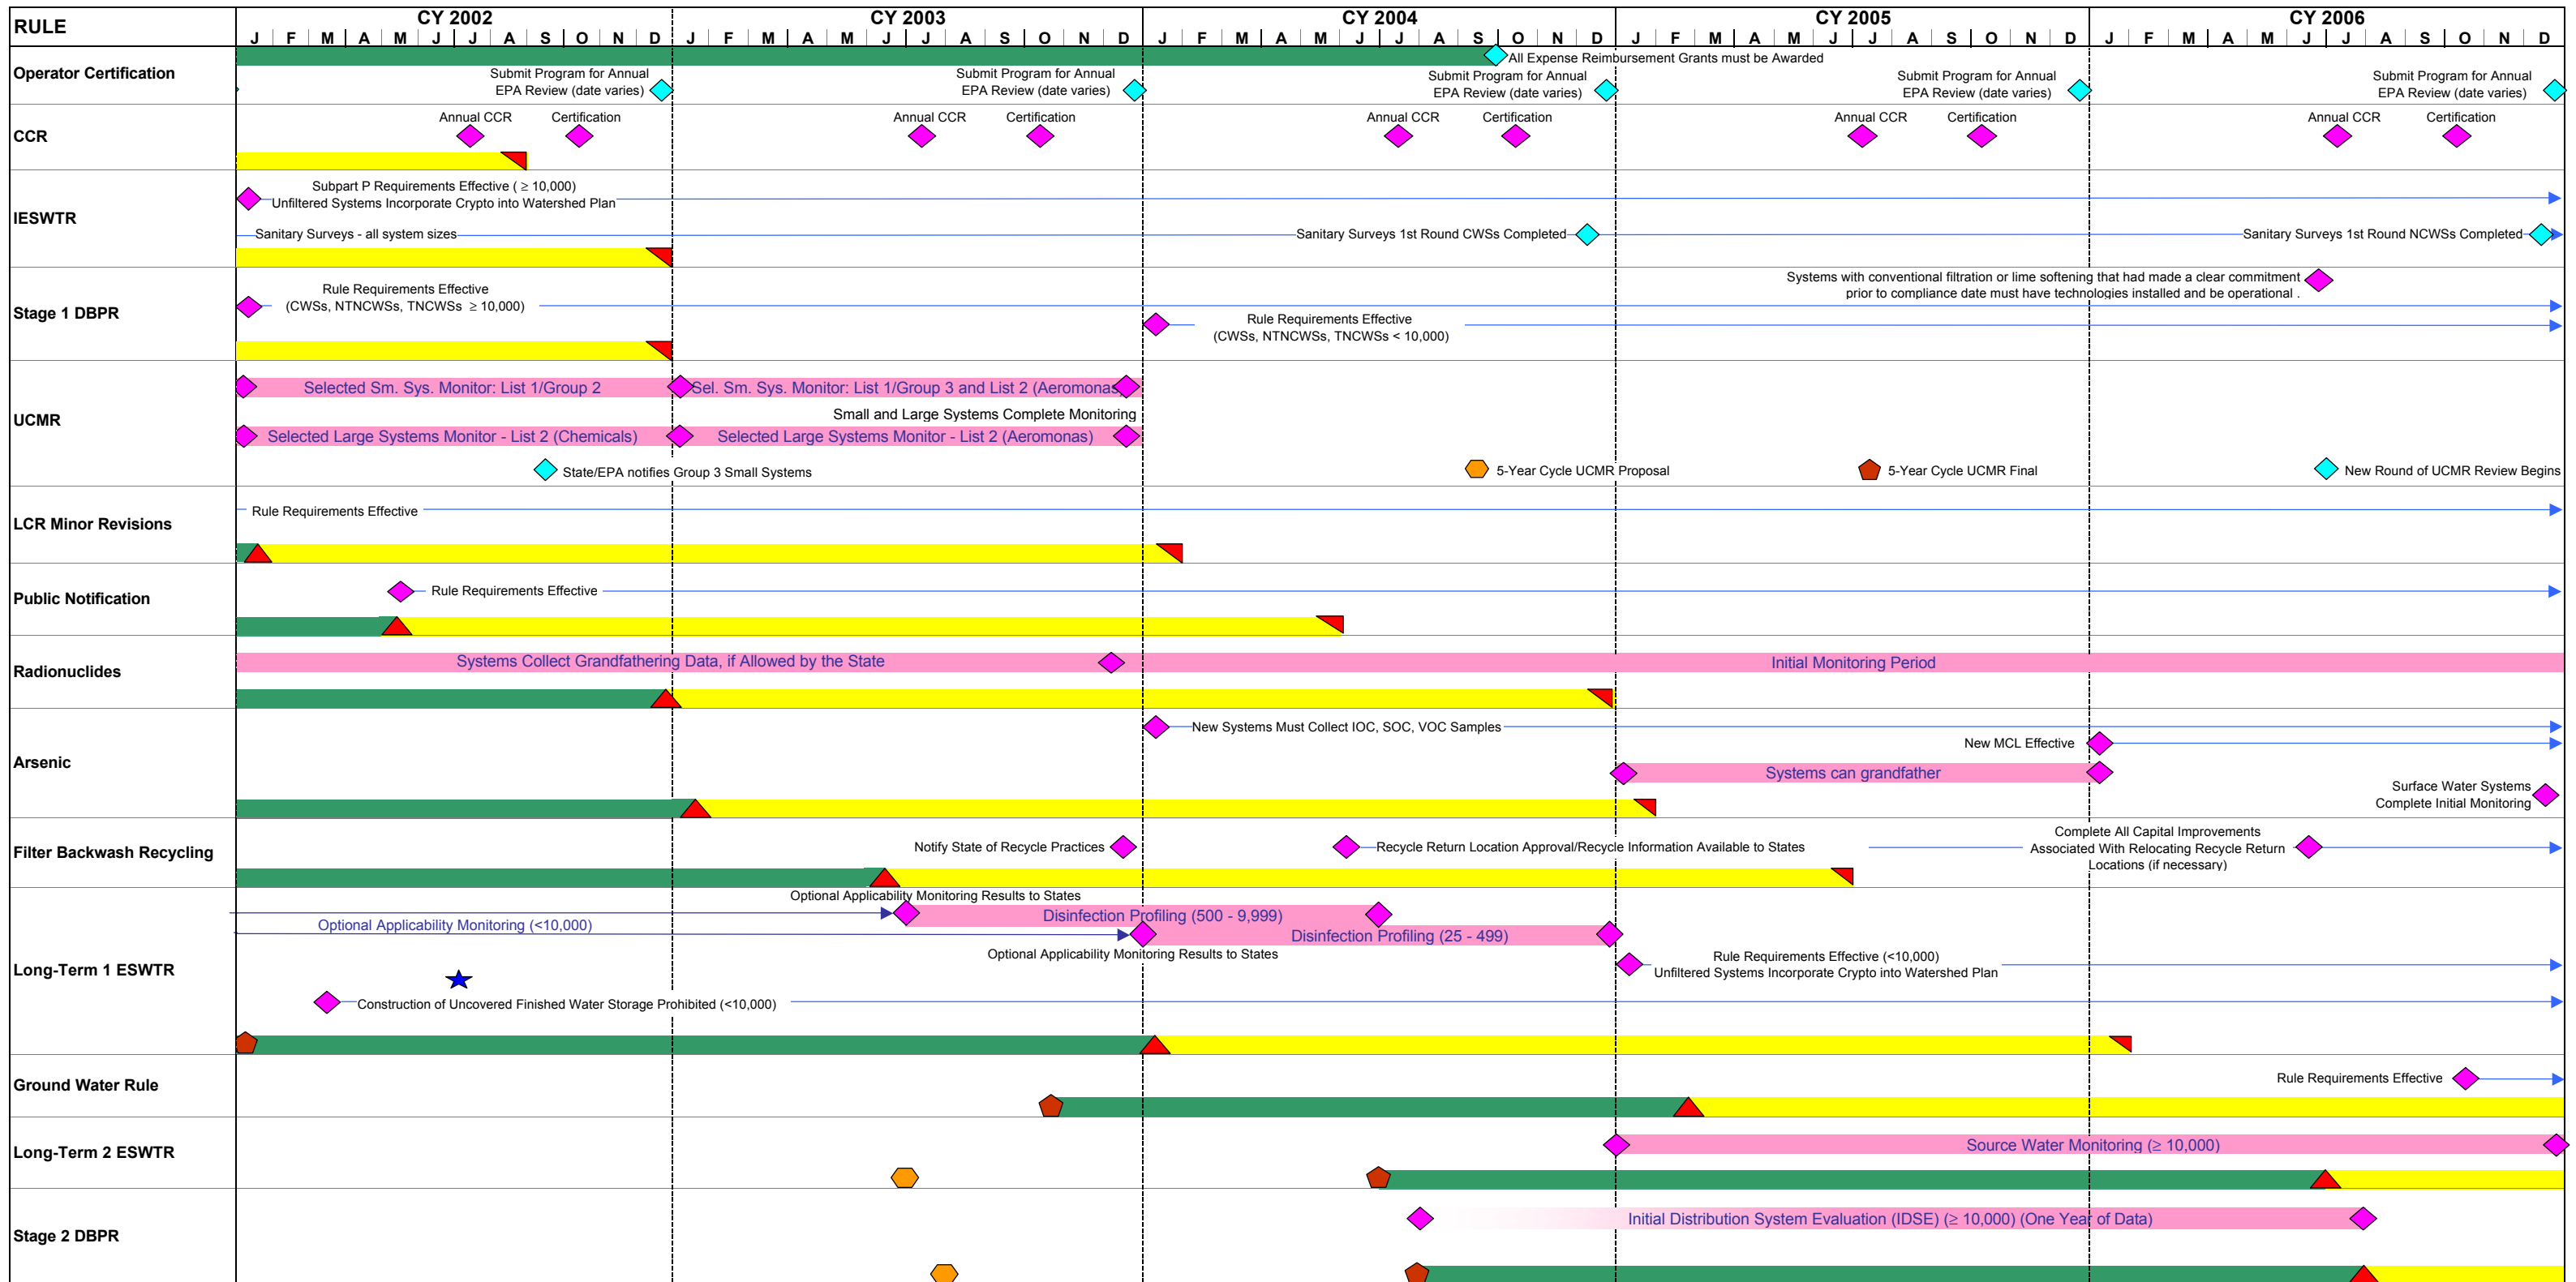 RULE
CY 2002 CY 2003 CY 2004 CY 2005 CY 2006
J F M A M J J A S O N D J F M A M J J A S O N D J F M A M J J A S O N D J F M A M J J A S O N D J F M A M J J A S O N D
Operator Certification
All Expense Reimbursement Grants must be Awarded
Submit Program for Annual
EPA Review (date varies)
Submit Program for Annual
EPA Review (date varies)
Submit Program for Annual
EPA Review (date varies)
Submit Program for Annual
EPA Review (date varies)
Submit Program for Annual
EPA Review (date varies)
CCR
Annual CCR Certification Annual CCR Certification Annual CCR Certification Annual CCR Certification Annual CCR Certification
IESWTR
Subpart P Requirements Effective ( ≥ 10,000)
Unfiltered Systems Incorporate Crypto into Watershed Plan
Sanitary Surveys - all system sizes
Sanitary Surveys 1st Round CWSs Completed
Sanitary Surveys 1st Round NCWSs Completed
Stage 1 DBPR
Rule Requirements Effective
(CWSs, NTNCWSs, TNCWSs ≥ 10,000)
Rule Requirements Effective
(CWSs, NTNCWSs, TNCWSs < 10,000)
Systems with conventional filtration or lime softening that had made a clear commitment
prior to compliance date must have technologies installed and be operational .
UCMR
Selected Sm. Sys. Monitor: List 1/Group 2
Sel. Sm. Sys. Monitor: List 1/Group 3 and List 2 (Aeromonas
Small and Large Systems Complete Monitoring
Selected Large Systems Monitor - List 2 (Chemicals)
Selected Large Systems Monitor - List 2 (Aeromonas)
State/EPA notifies Group 3 Small Systems
5-Year Cycle UCMR Proposal
5-Year Cycle UCMR Final
New Round of UCMR Review Begins
LCR Minor Revisions
Rule Requirements Effective
Public Notification
Rule Requirements Effective
Radionuclides
Systems Collect Grandfathering Data, if Allowed by the State
Initial Monitoring Period
Arsenic
New Systems Must Collect IOC, SOC, VOC Samples
New MCL Effective
Systems can grandfather
Surface Water Systems
Complete Initial Monitoring
Filter Backwash Recycling
Notify State of Recycle Practices
Recycle Return Location Approval/Recycle Information Available to States
Complete All Capital Improvements
Associated With Relocating Recycle Return
Locations (if necessary)
Long-Term 1 ESWTR
Optional Applicability Monitoring Results to States
Optional Applicability Monitoring (<10,000)
Disinfection Profiling (500 - 9,999)
Disinfection Profiling (25 - 499)
Optional Applicability Monitoring Results to States
Rule Requirements Effective (<10,000)
Unfiltered Systems Incorporate Crypto into Watershed Plan
Construction of Uncovered Finished Water Storage Prohibited (<10,000)
Ground Water Rule
Rule Requirements Effective
Long-Term 2 ESWTR
Source Water Monitoring (≥ 10,000)
Stage 2 DBPR
Initial Distribution System Evaluation (IDSE) (≥ 10,000) (One Year of Data)